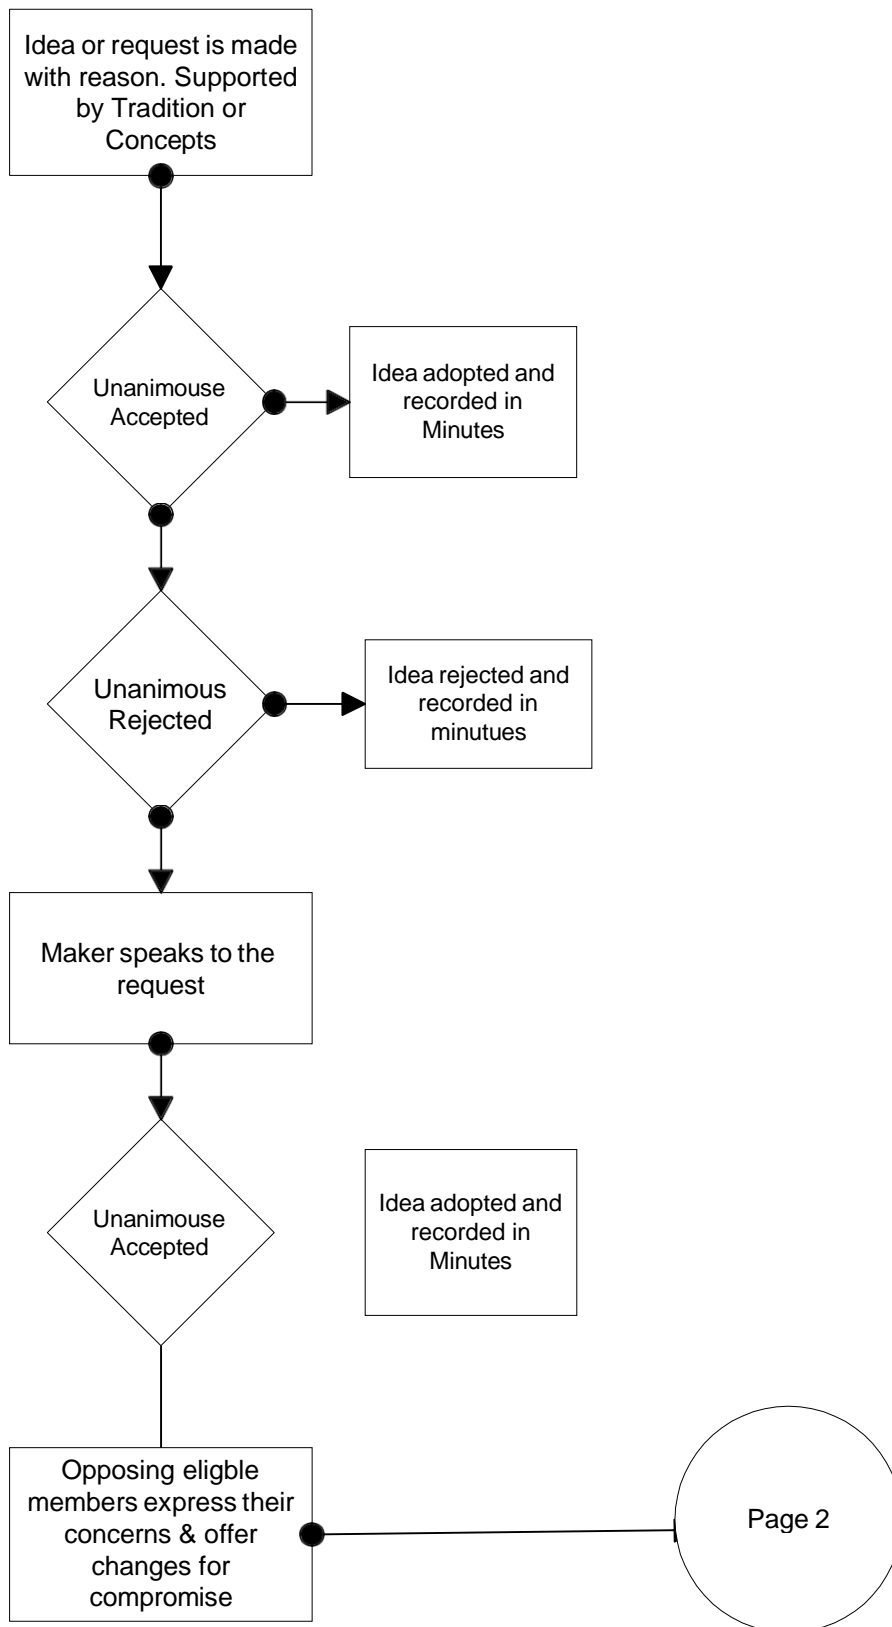 Idea or request is made
with reason. Supported
by Tradition or
Concepts
Unanimouse
Accepted
Idea adopted and
recorded in
Minutes
Unanimous
Rejected
Idea rejected and
recorded in
minutues
Maker speaks to the
request
Unanimouse
Accepted
Idea adopted and
recorded in
Minutes
Opposing eligble
members express their
concerns & offer
changes for
compromise
Page 2